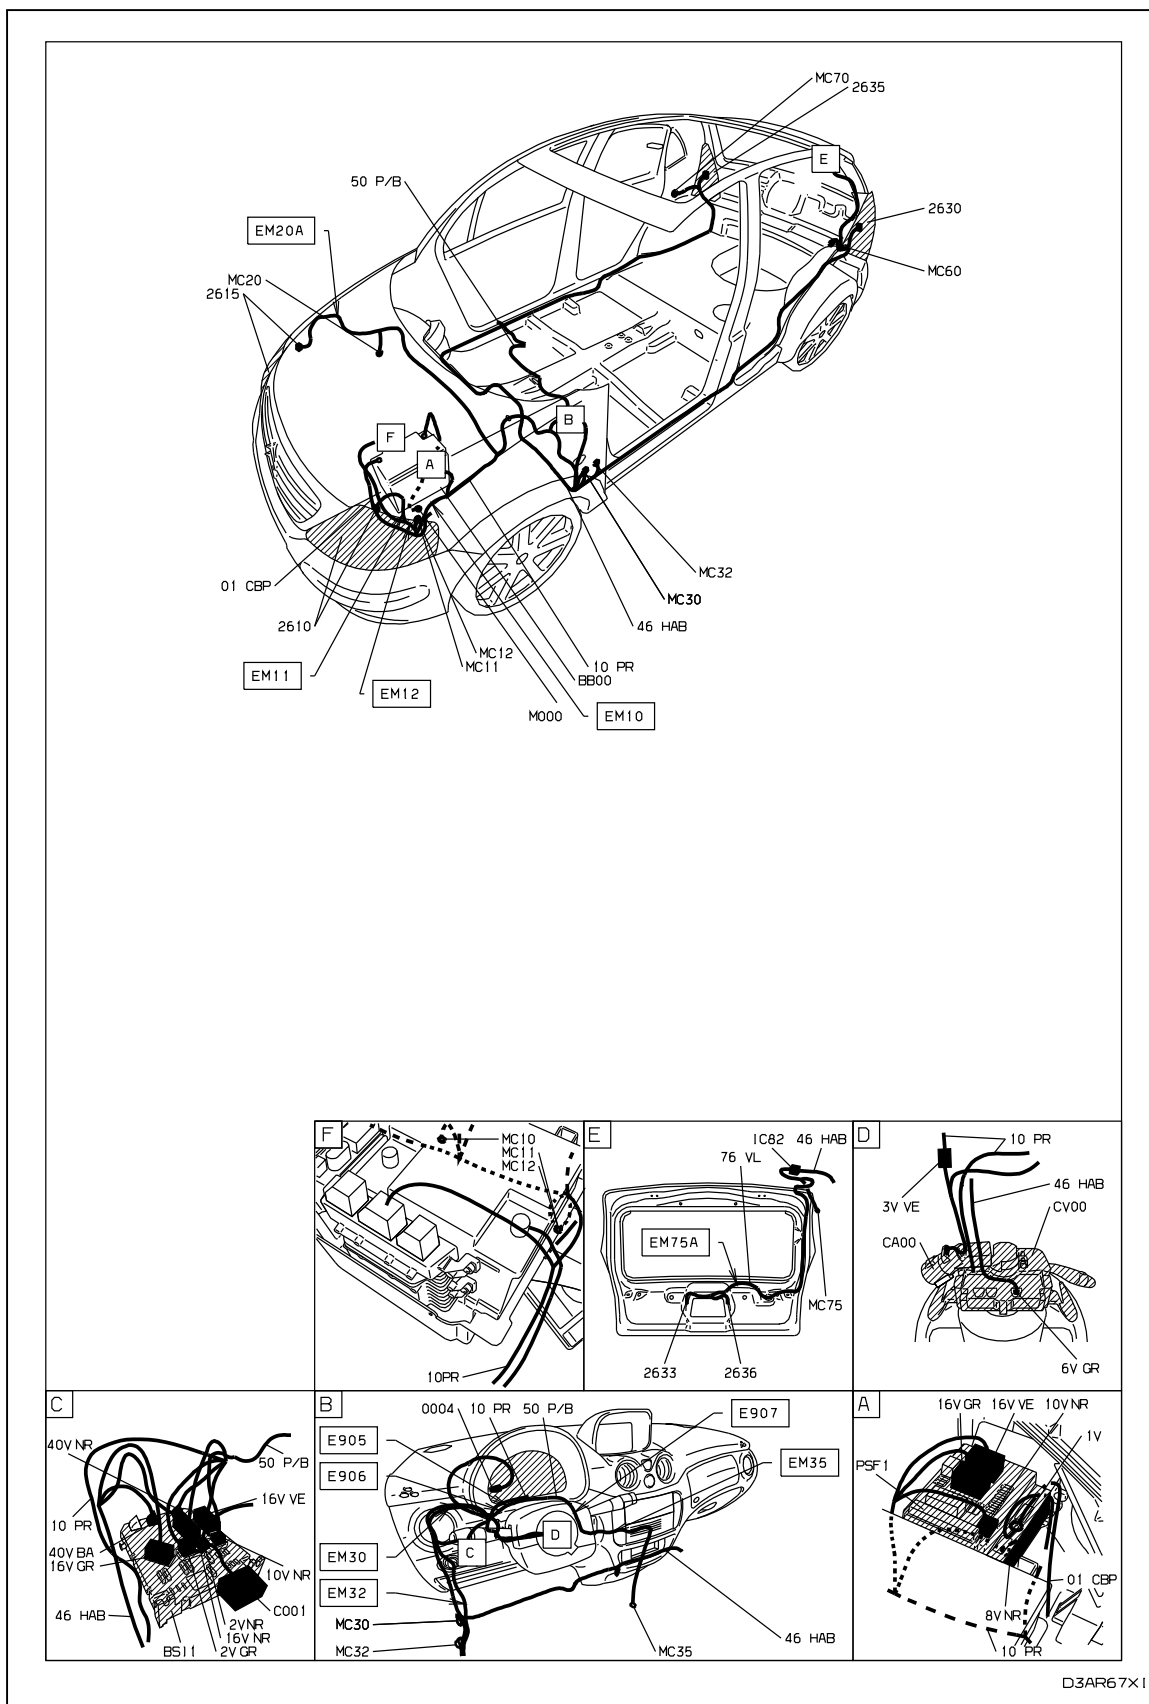 MC70
2635
E
50 P/B
2630
EM20A
MC60
MC20
2615
B
F
A
MC32
01 CBP
MC30
2610
46 HAB
MC12
MC11
10 PR
EM11
BB00
EM12
M000
EM10
F
MC10
MC11
MC12
10PR
E
IC82 46 HAB
76 VL
EM75A
MC75
2633
2636
D
10 PR
46 HAB
3V VE
CV00
CA00
6V GR
C
40V NR
50 P/B
16V VE
10 PR
40V BA
16V GR
10V NR
46 HAB
C001
2V NR
16V NR
BSI1
2V GR
B
0004
10 PR
50 P/B
E907
E905
EM35
E906
D
C
EM30
EM32
MC30
46 HAB
MC32
MC35
A
16V GR
16V VE
10V NR
1V
PSF1
01 CBP
8V NR
10 PR
D3AR67X1